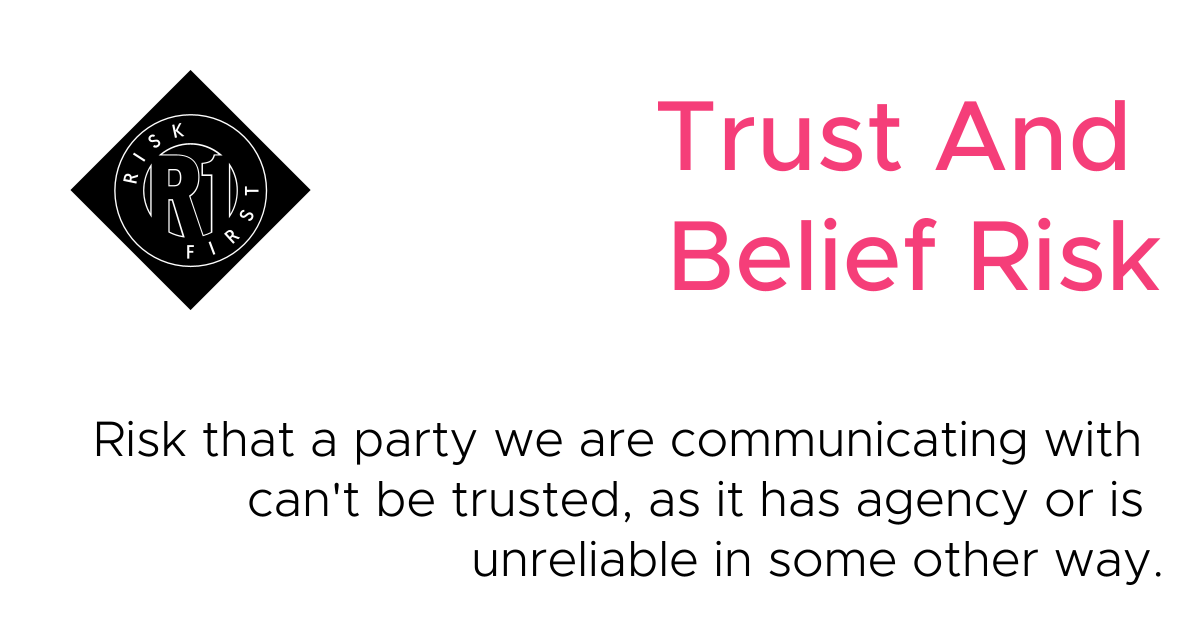 RISK
R1
FIRST
Trust And
Belief Risk
Risk that a party we are communicating with
can't be trusted, as it has agency or is
unreliable in some other way.